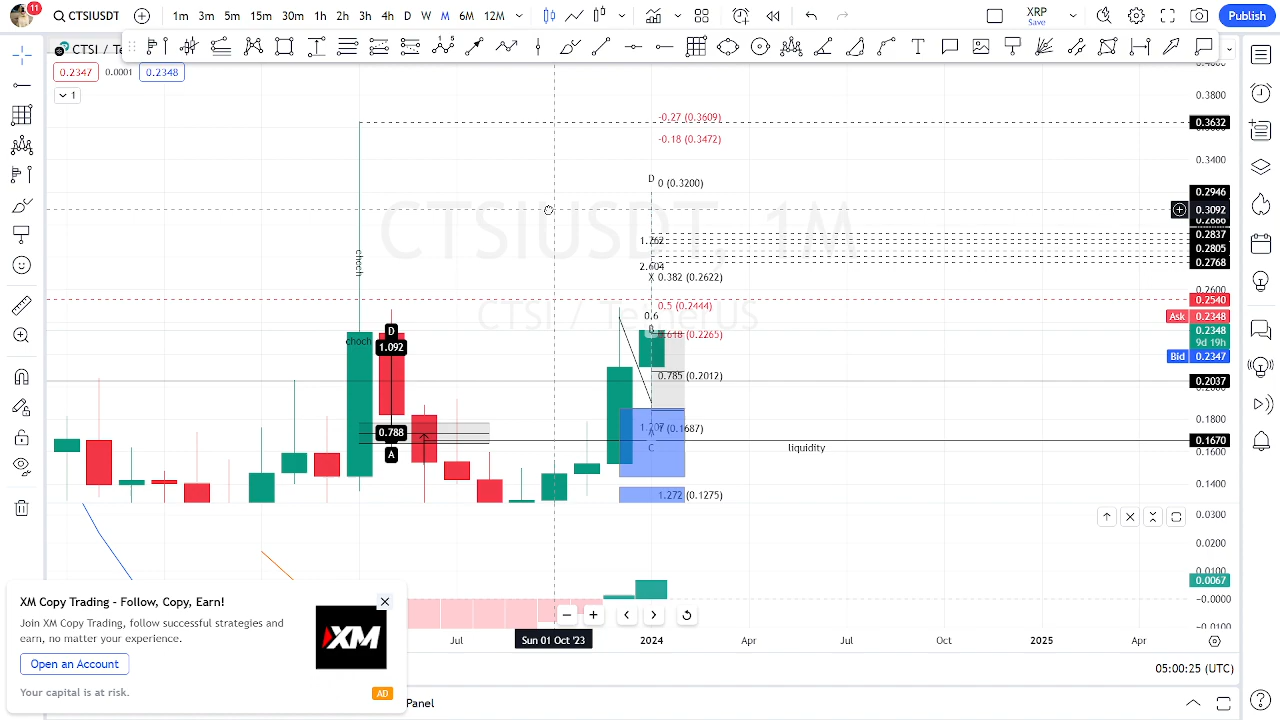 11
CTSIUSDT
1m 3m 5m 15m 30m 1h 2h 3h 4h D W M 6M 12M
XRP
Save
Publish
CTSI / Te
0.2347 0.0001 0.2348
1
CTSIUSDT, 1M
CTSI / TetherUS
-0.27 (0.3609)
-0.18 (0.3472)
D
0 (0.3200)
1.262
2.604
X 0.382 (0.2622)
0.5 (0.2444)
0.6
B
0.618 (0.2265)
0.785 (0.2012)
1 (0.1687)
C
1.272 (0.1275)
choch
choch
D
1.092
0.788
A
liquidity
0.3800
0.3632
0.3400
0.2946
0.3092
0.2886
0.2837
0.2805
0.2768
0.2600
0.2540
Ask 0.2348
0.2348
9d 19h
Bid 0.2347
0.2037
0.1800
0.1670
0.1600
0.1400
0.0300
0.0200
0.0100
0.0067
-0.0000
-0.0100
XM Copy Trading - Follow, Copy, Earn!
Join XM Copy Trading, follow successful strategies and
earn, no matter your experience.
Open an Account
Your capital is at risk.
XM
AD
Jul Sun 01 Oct '23 2024 Apr Jul Oct 2025 Apr
05:00:25 (UTC)
Panel